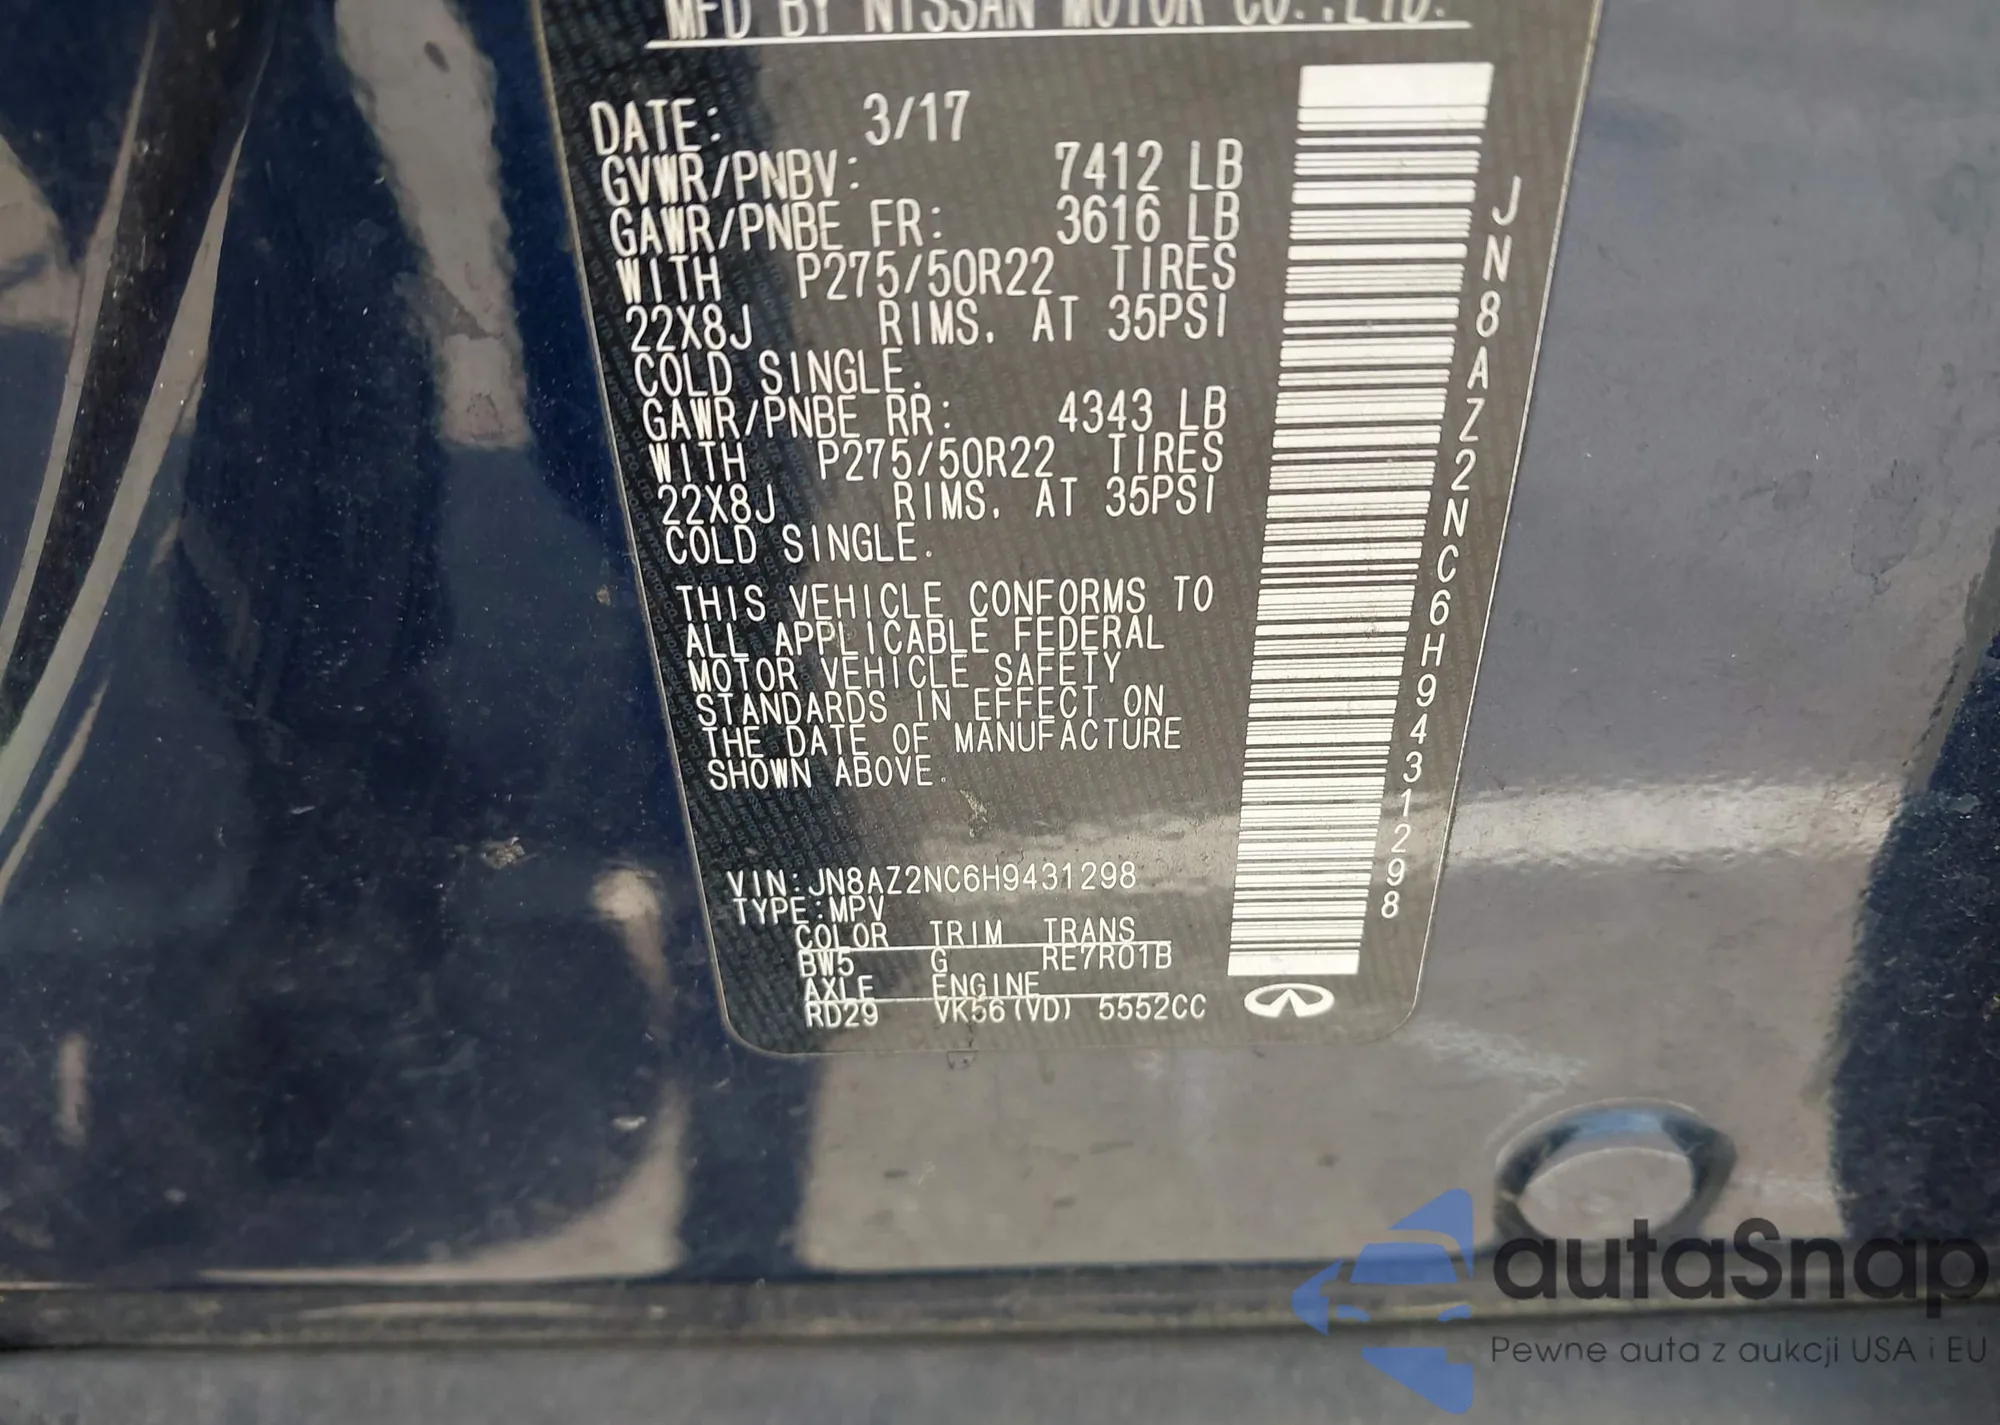 MFD BY NISSAN MOTOR CO.,LTD.
DATE: 3/17
GVWR/PNBV: 7412 LB
GAWR/PNBE FR: 3616 LB
WITH P275/50R22 TIRES
22X8J RIMS. AT 35PSI
COLD SINGLE.
GAWR/PNBE RR: 4343 LB
WITH P275/50R22 TIRES
22X8J RIMS. AT 35PSI
COLD SINGLE.
THIS VEHICLE CONFORMS TO
ALL APPLICABLE FEDERAL
MOTOR VEHICLE SAFETY
STANDARDS IN EFFECT ON
THE DATE OF MANUFACTURE
SHOWN ABOVE.
VIN:JN8AZ2NC6H9431298
TYPE:MPV
COLOR TRIM TRANS
BW5 G RE7R01B
AXLE ENGINE
RD29 VK56(VD) 5552CC
JN8AZ2NC6H9431298
autaSnap
Pewne auta z aukcji USA i EU